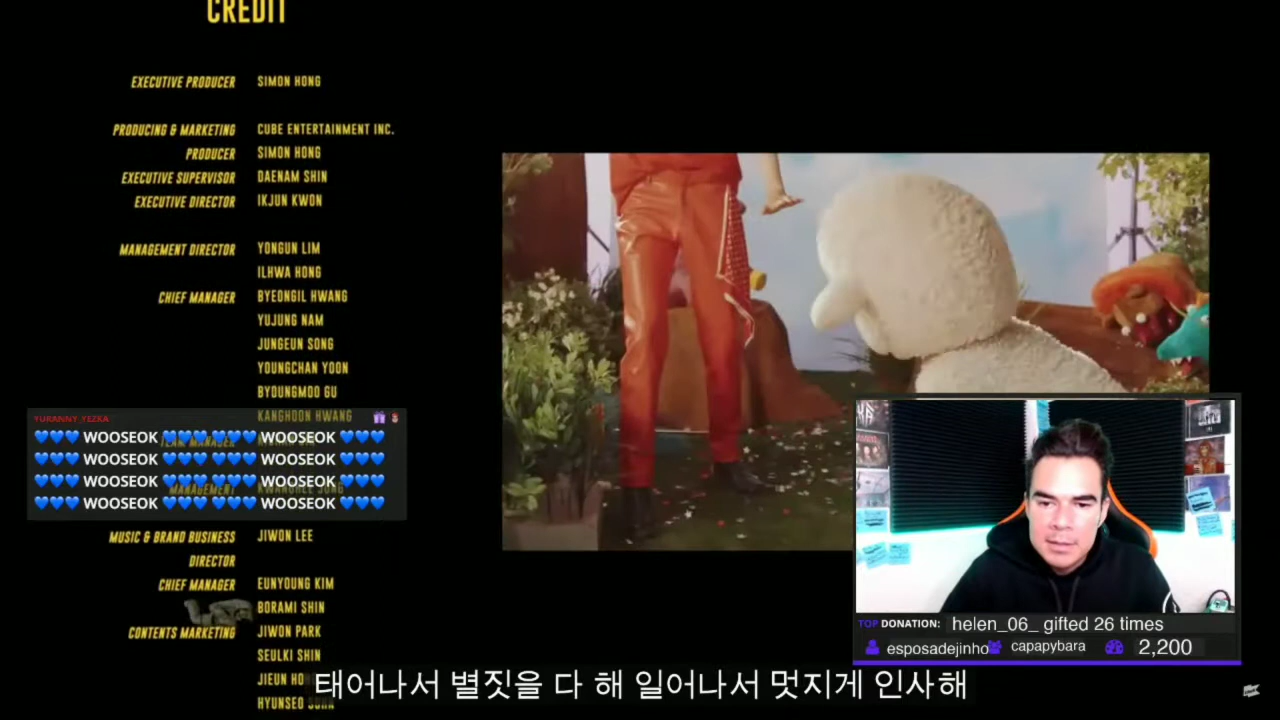 CREDIT
EXECUTIVE PRODUCER SIMON HONG
PRODUCING & MARKETING CUBE ENTERTAINMENT INC.
PRODUCER SIMON HONG
EXECUTIVE SUPERVISOR DAENAM SHIN
EXECUTIVE DIRECTOR IKJUN KWON
MANAGEMENT DIRECTOR YONGUN LIM
ILHWA HONG
CHIEF MANAGER BYEONGIL HWANG
YUJUNG NAM
JUNGEUN SONG
YOUNGCHAN YOON
BYOUNGMOO GU
KANGHOON HWANG
YURANNY_YEZKA
💙💙💙 WOOSEOK 💙💙💙 💙💙💙 WOOSEOK 💙💙💙
💙💙💙 WOOSEOK 💙💙💙 💙💙💙 WOOSEOK 💙💙💙
💙💙💙 WOOSEOK 💙💙💙 💙💙💙 WOOSEOK 💙💙💙
💙💙💙 WOOSEOK 💙💙💙 💙💙💙 WOOSEOK 💙💙💙
MANAGEMENT
MUSIC & BRAND BUSINESS JIWON LEE
DIRECTOR
CHIEF MANAGER EUNYOUNG KIM
BORAMI SHIN
CONTENTS MARKETING JIWON PARK
SEULKI SHIN
JIEUN HO
HYUNSEO
태어나서 별짓을 다 해 일어나서 멋지게 인사해
TOP DONATION: helen_06_ gifted 26 times
esposadejinho capapybara 2,200